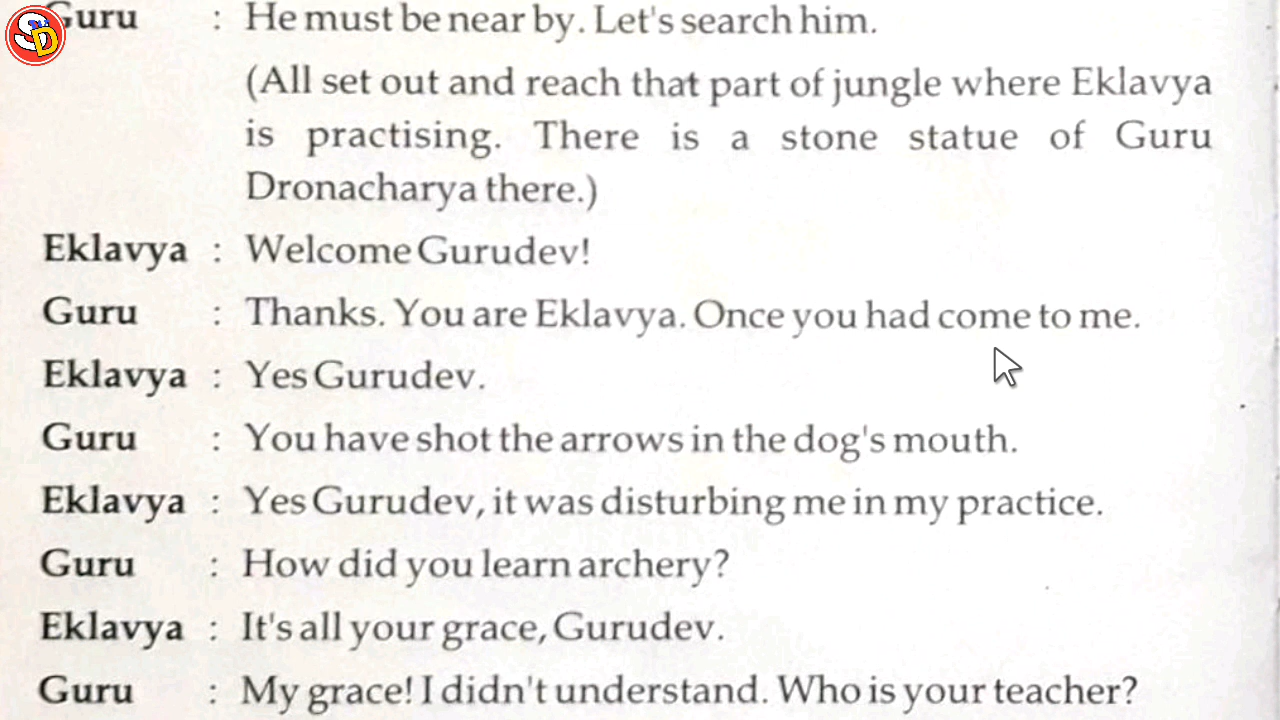 SD
Guru : He must be near by. Let's search him.
(All set out and reach that part of jungle where Eklavya
is practising. There is a stone statue of Guru
Dronacharya there.)
Eklavya : Welcome Gurudev!
Guru : Thanks. You are Eklavya. Once you had come to me.
Eklavya : Yes Gurudev.
Guru : You have shot the arrows in the dog's mouth.
Eklavya : Yes Gurudev, it was disturbing me in my practice.
Guru : How did you learn archery?
Eklavya : It's all your grace, Gurudev.
Guru : My grace! I didn't understand. Who is your teacher?